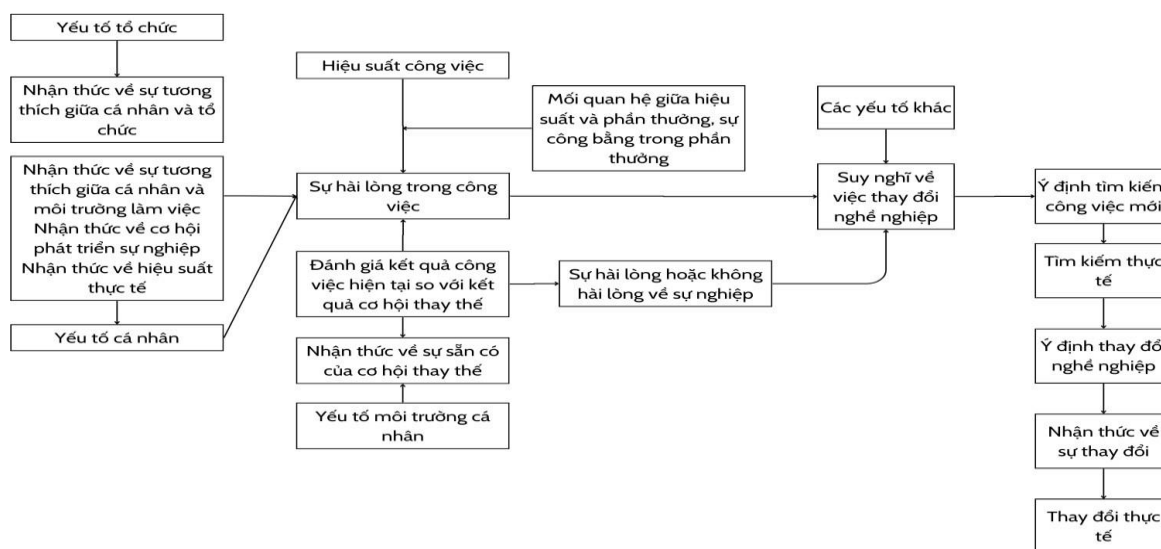 Yếu tố tổ chức
Nhận thức về sự tương
thích giữa cá nhân và tổ
chức
Nhận thức về sự tương
thích giữa cá nhân và
môi trường làm việc
Nhận thức về cơ hội
phát triển sự nghiệp
Nhận thức về hiệu suất
thực tế
Yếu tố cá nhân
Hiệu suất công việc
Mối quan hệ giữa hiệu
suất và phần thưởng, sự
công bằng trong phần
thưởng
Sự hài lòng trong công
việc
Đánh giá kết quả công
việc hiện tại so với kết
quả cơ hội thay thế
Nhận thức về sự sẵn có
của cơ hội thay thế
Yếu tố môi trường cá
nhân
Sự hài lòng hoặc không
hài lòng về sự nghiệp
Các yếu tố khác
Suy nghĩ về
việc thay đổi
nghề nghiệp
Ý định tìm kiếm
công việc mới
Tìm kiếm thực
tế
Ý định thay đổi
nghề nghiệp
Nhận thức về
sự thay đổi
Thay đổi thực
tế